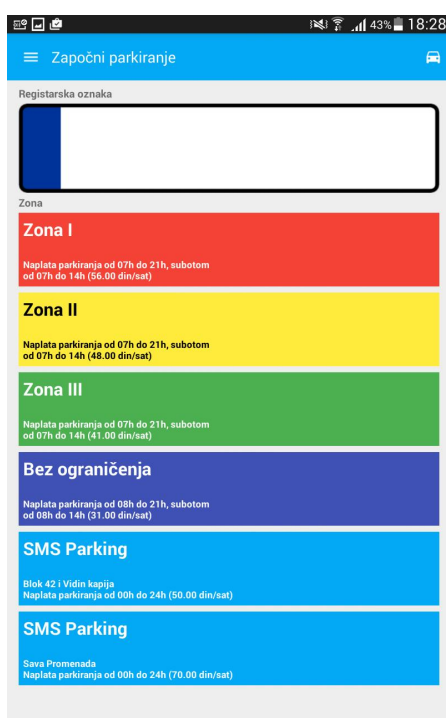 43% 18:28
Započni parkiranje
Registarska oznaka
Zona
Zona I
Naplata parkiranja od 07h do 21h, subotom
od 07h do 14h (56.00 din/sat)
Zona II
Naplata parkiranja od 07h do 21h, subotom
od 07h do 14h (48.00 din/sat)
Zona III
Naplata parkiranja od 07h do 21h, subotom
od 07h do 14h (41.00 din/sat)
Bez ograničenja
Naplata parkiranja od 08h do 21h, subotom
od 08h do 14h (31.00 din/sat)
SMS Parking
Blok 42 i Vidin kapija
Naplata parkiranja od 00h do 24h (50.00 din/sat)
SMS Parking
Sava Promenada
Naplata parkiranja od 00h do 24h (70.00 din/sat)